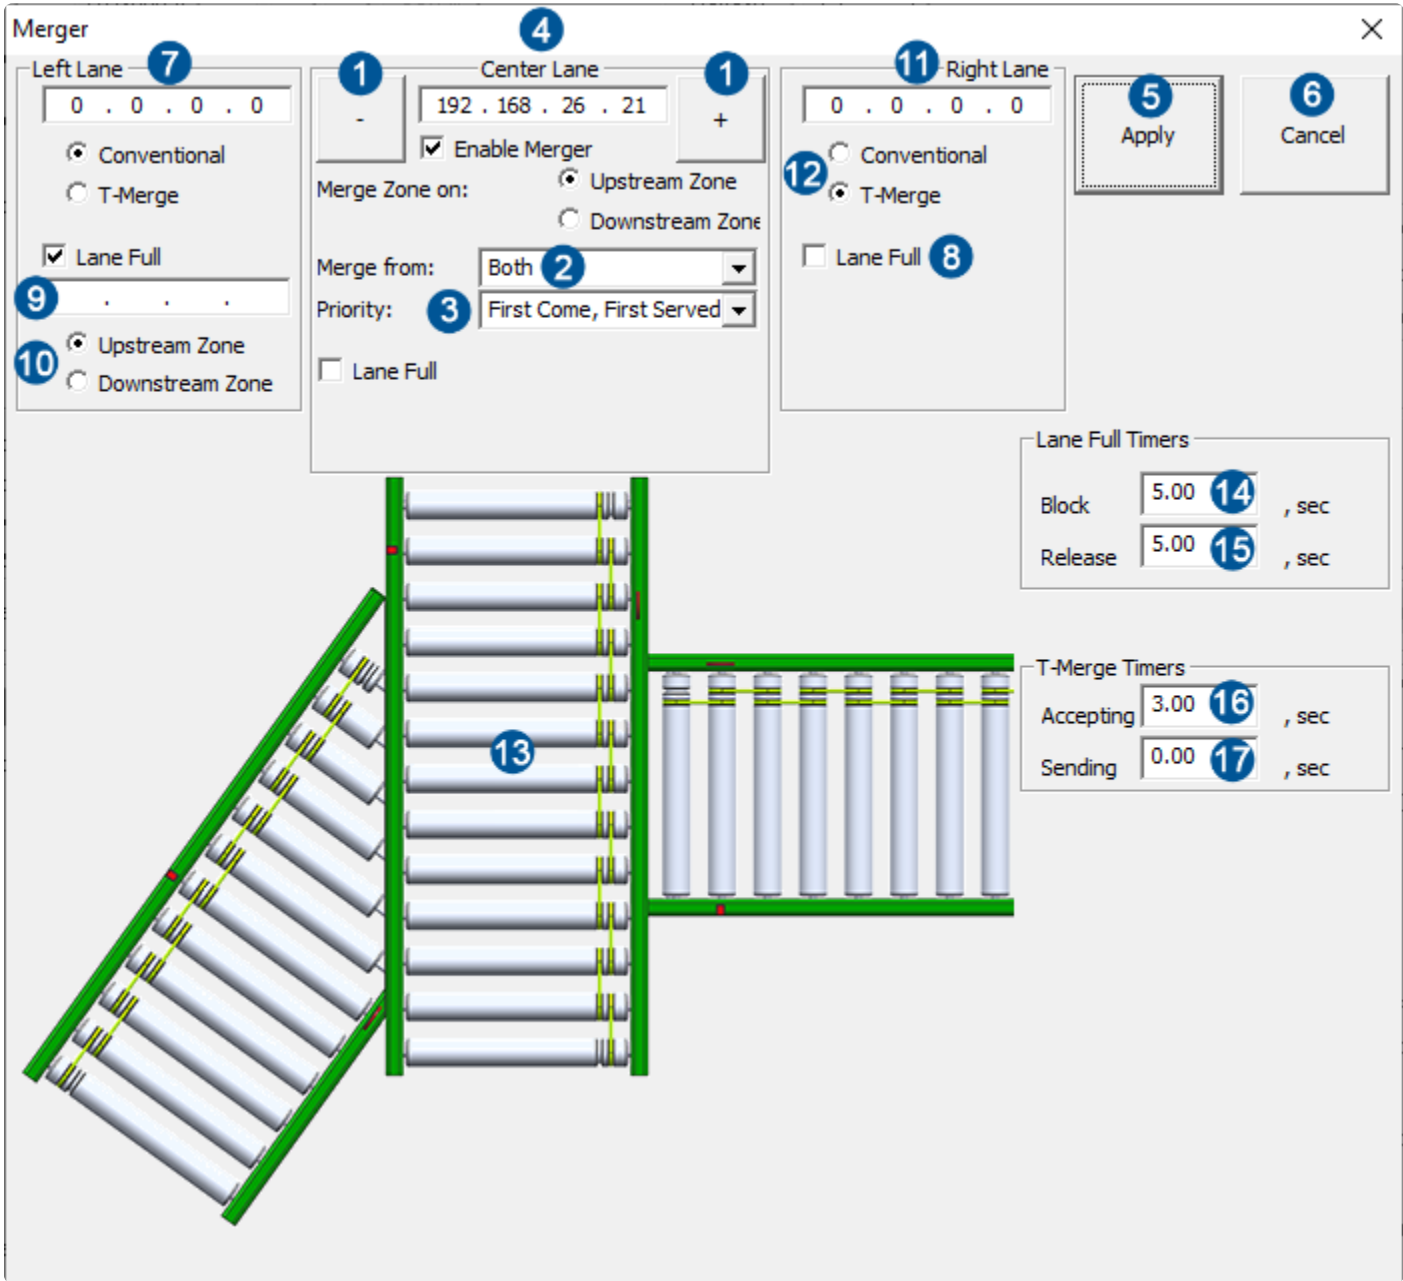 Merger
4
Left Lane 7
0 . 0 . 0 . 0
Conventional
T-Merge
Lane Full
9 . . .
10 Upstream Zone
Downstream Zone
1 Center Lane 1
- 192 . 168 . 26 . 21 +
Enable Merger
Merge Zone on: Upstream Zone
Downstream Zone
Merge from: Both 2
Priority: 3 First Come, First Served
Lane Full
11 Right Lane
0 . 0 . 0 . 0
12 Conventional
T-Merge
Lane Full 8
5 Apply
6 Cancel
Lane Full Timers
Block 5.00 14 , sec
Release 5.00 15 , sec
13
T-Merge Timers
Accepting 3.00 16 , sec
Sending 0.00 17 , sec